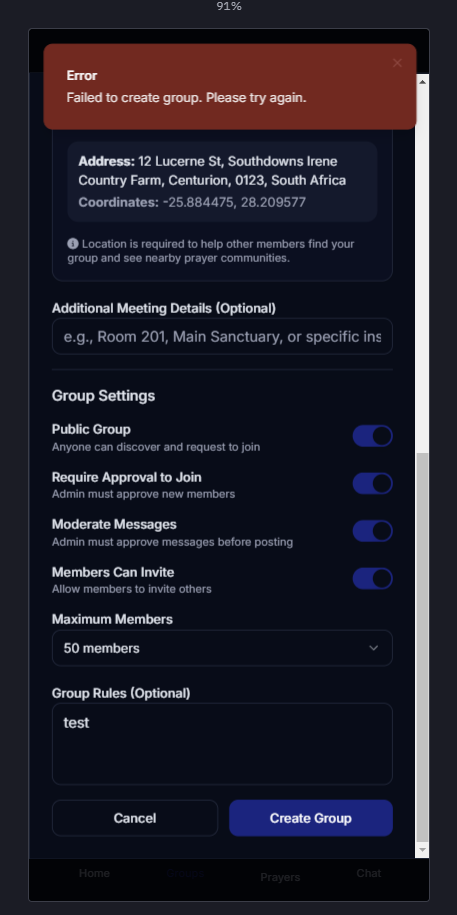 91%
Error
Failed to create group. Please try again.
Address: 12 Lucerne St, Southdowns Irene
Country Farm, Centurion, 0123, South Africa
Coordinates: -25.884475, 28.209577
Location is required to help other members find your
group and see nearby prayer communities.
Additional Meeting Details (Optional)
e.g., Room 201, Main Sanctuary, or specific ins
Group Settings
Public Group
Anyone can discover and request to join
Require Approval to Join
Admin must approve new members
Moderate Messages
Admin must approve messages before posting
Members Can Invite
Allow members to invite others
Maximum Members
50 members
Group Rules (Optional)
test
Cancel Create Group
Home Prayers Chat